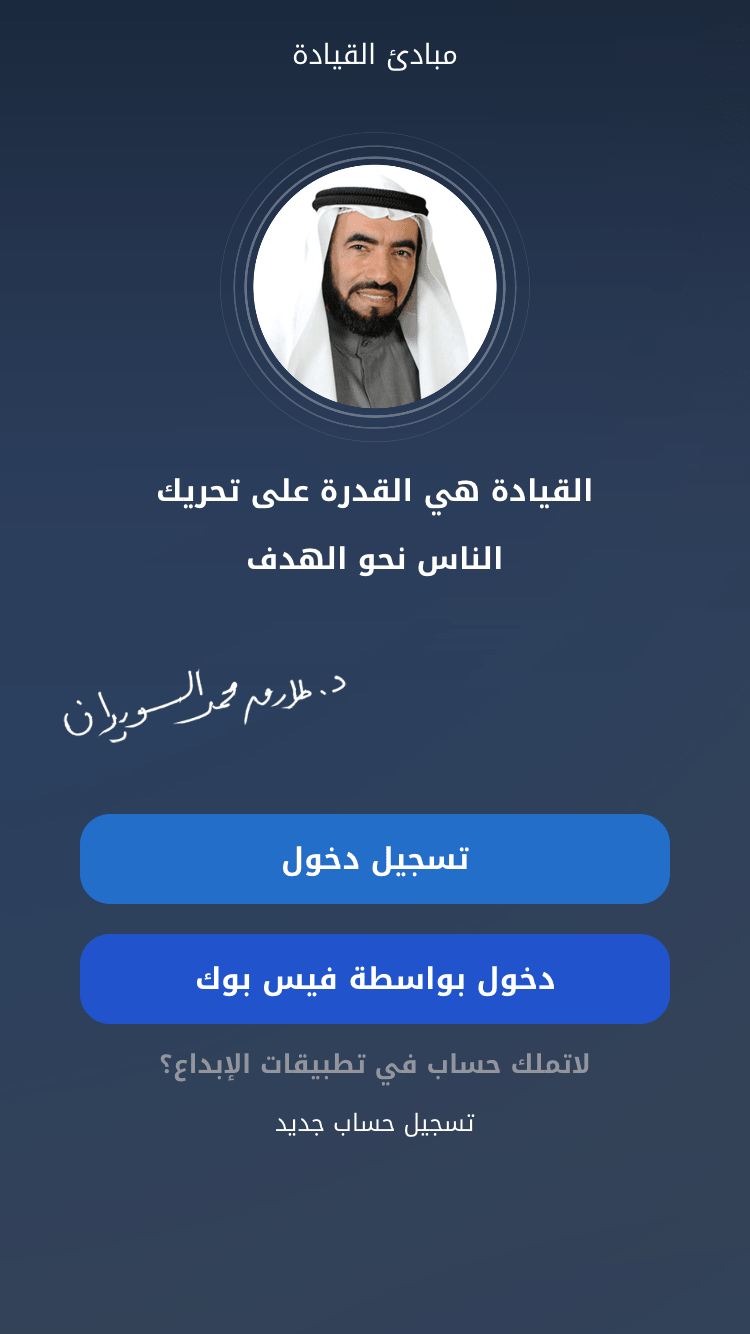 مبادئ القيادة
القيادة هي القدرة على تحريك
الناس نحو الهدف
د. طارق محمد السويدان
تسجيل دخول
دخول بواسطة فيس بوك
لاتملك حساب في تطبيقات الإبداع؟
تسجيل حساب جديد